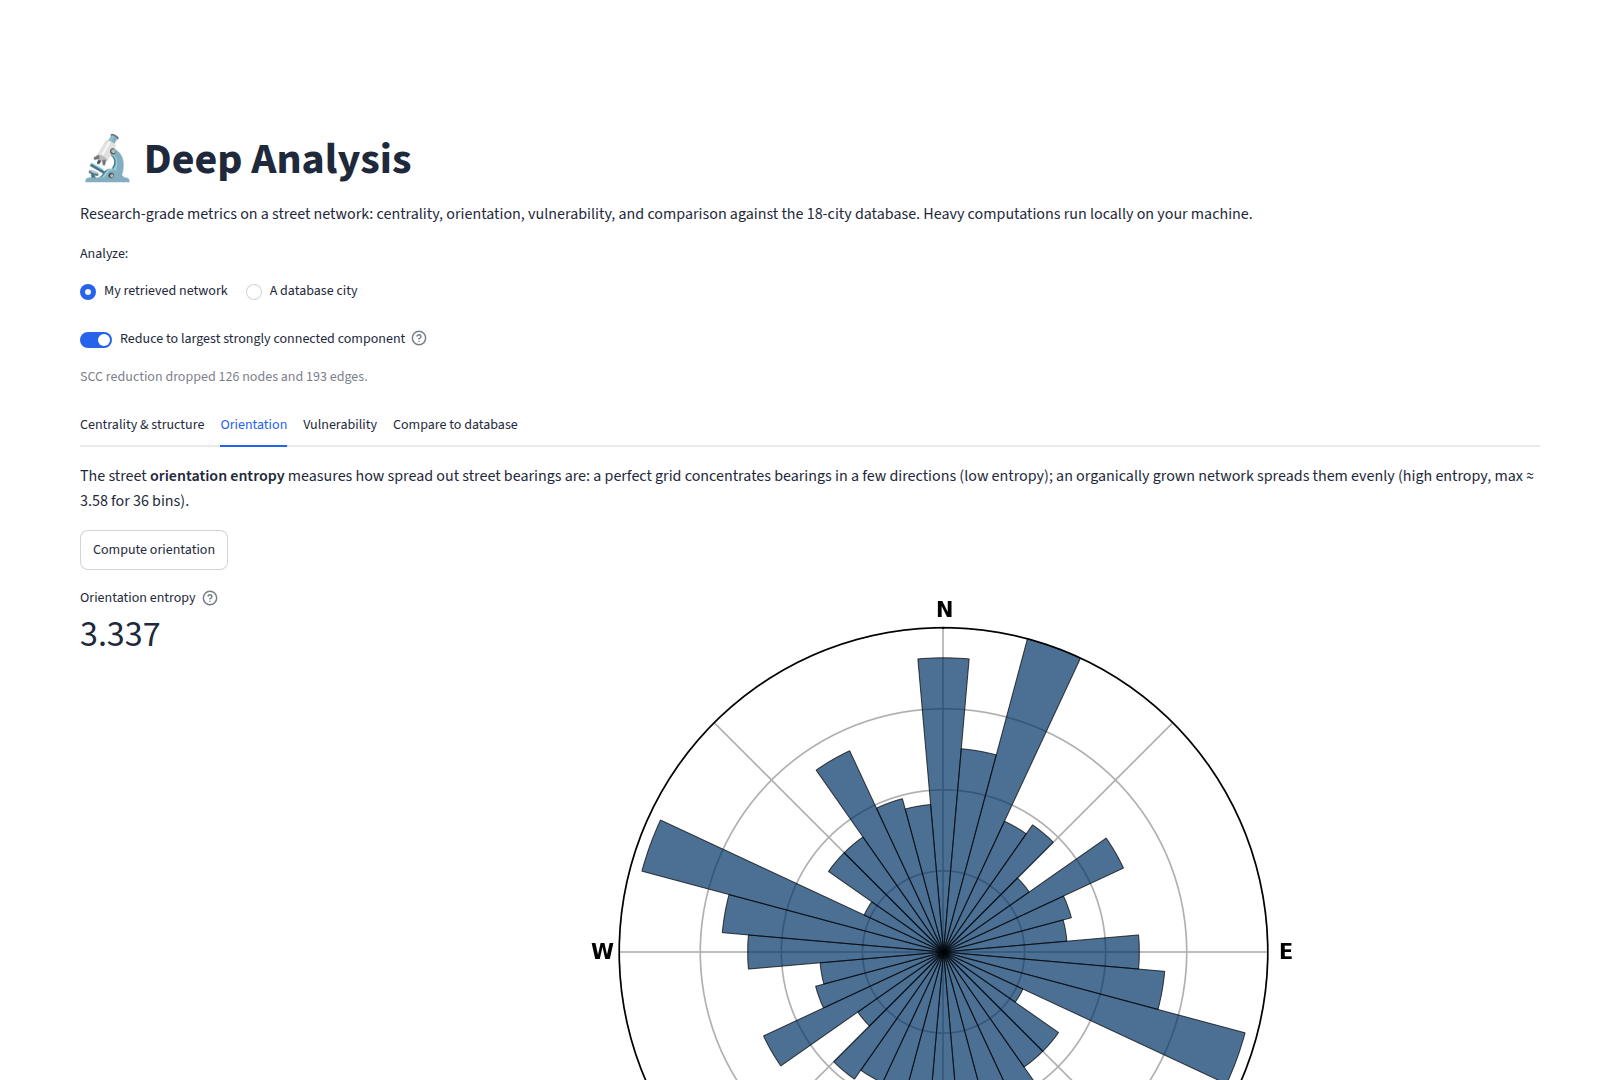 Deep Analysis
Research-grade metrics on a street network: centrality, orientation, vulnerability, and comparison against the 18-city database. Heavy computations run locally on your machine.
Analyze:
My retrieved network A database city
Reduce to largest strongly connected component
SCC reduction dropped 126 nodes and 193 edges.
Centrality & structure Orientation Vulnerability Compare to database
The street orientation entropy measures how spread out street bearings are: a perfect grid concentrates bearings in a few directions (low entropy); an organically grown network spreads them evenly (high entropy, max ≈
3.58 for 36 bins).
Compute orientation
Orientation entropy
3.337
N
W E